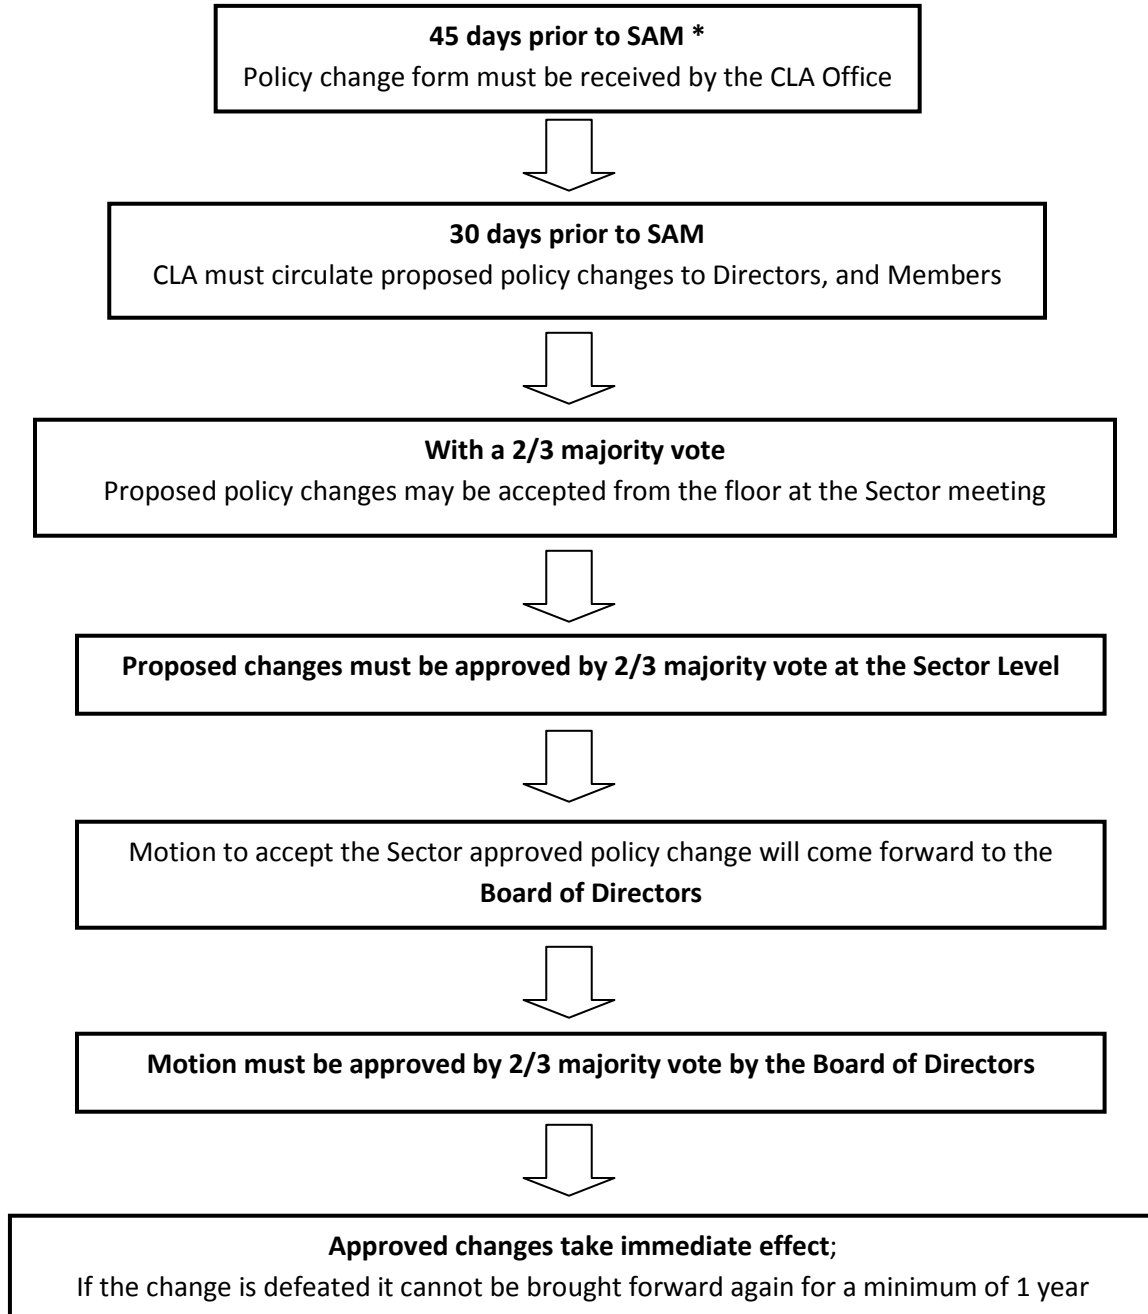 45 days prior to SAM *
Policy change form must be received by the CLA Office
30 days prior to SAM
CLA must circulate proposed policy changes to Directors, and Members
With a 2/3 majority vote
Proposed policy changes may be accepted from the floor at the Sector meeting
Proposed changes must be approved by 2/3 majority vote at the Sector Level
Motion to accept the Sector approved policy change will come forward to the
Board of Directors
Motion must be approved by 2/3 majority vote by the Board of Directors
Approved changes take immediate effect;
If the change is defeated it cannot be brought forward again for a minimum of 1 year